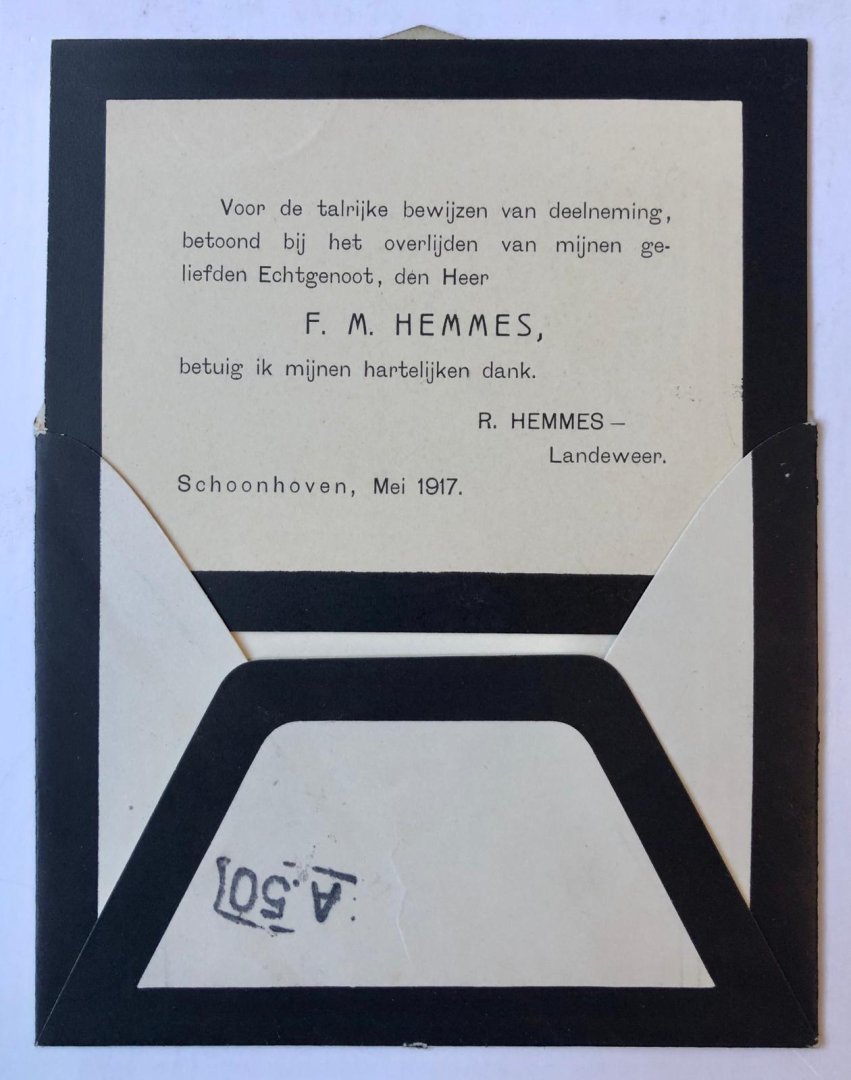 Voor de talrijke bewijzen van deelneming,
betoond bij het overlijden van mijnen ge-
liefden Echtgenoot, den Heer
F. M. HEMMES,
betuig ik mijnen hartelijken dank.
R. HEMMES –
Landeweer.
Schoonhoven, Mei 1917.
A.50